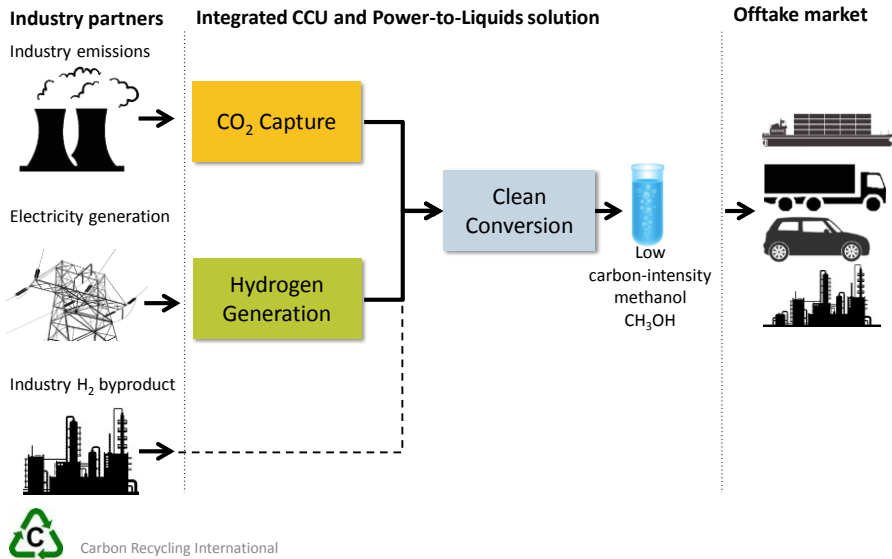 Industry partners
Integrated CCU and Power-to-Liquids solution
Offtake market
Industry emissions
CO₂ Capture
Electricity generation
Hydrogen
Generation
Industry H₂ byproduct
Clean
Conversion
Low
carbon-intensity
methanol
CH₃OH
C
Carbon Recycling International